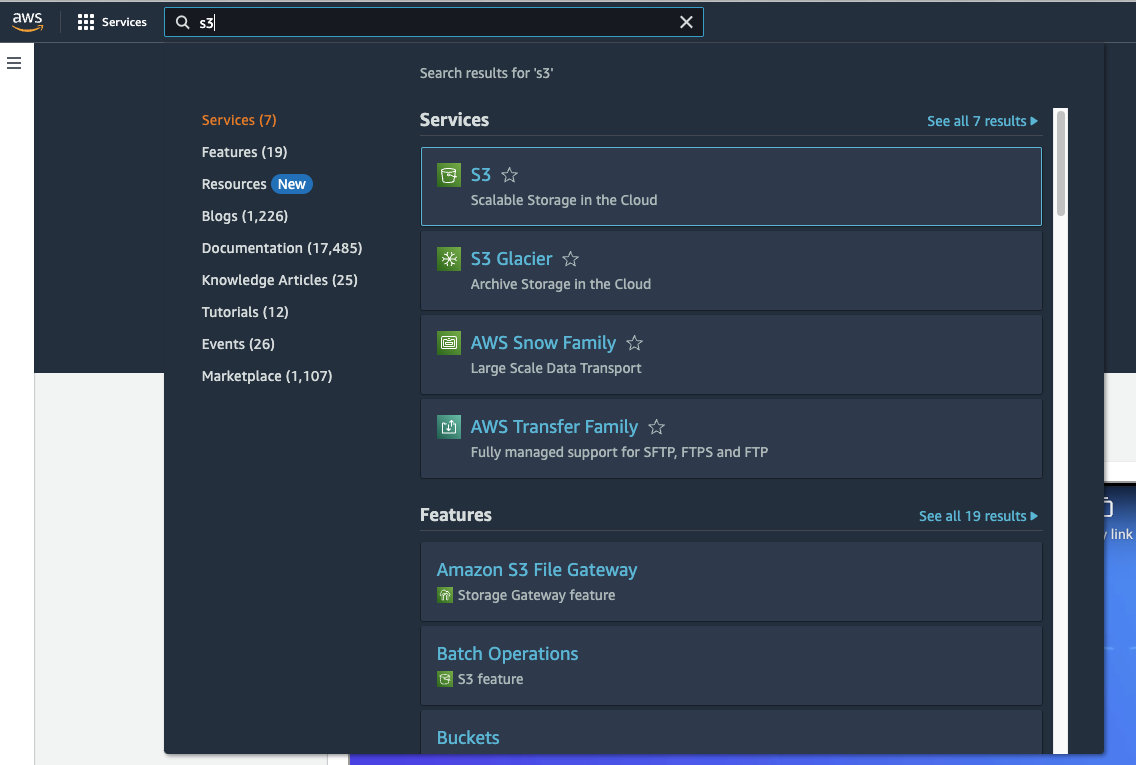 aws
Services
s3
Search results for 's3'
Services (7)
Features (19)
Resources New
Blogs (1,226)
Documentation (17,485)
Knowledge Articles (25)
Tutorials (12)
Events (26)
Marketplace (1,107)
Services
See all 7 results
S3
Scalable Storage in the Cloud
S3 Glacier
Archive Storage in the Cloud
AWS Snow Family
Large Scale Data Transport
AWS Transfer Family
Fully managed support for SFTP, FTPS and FTP
Features
See all 19 results
Amazon S3 File Gateway
Storage Gateway feature
Batch Operations
S3 feature
Buckets
link